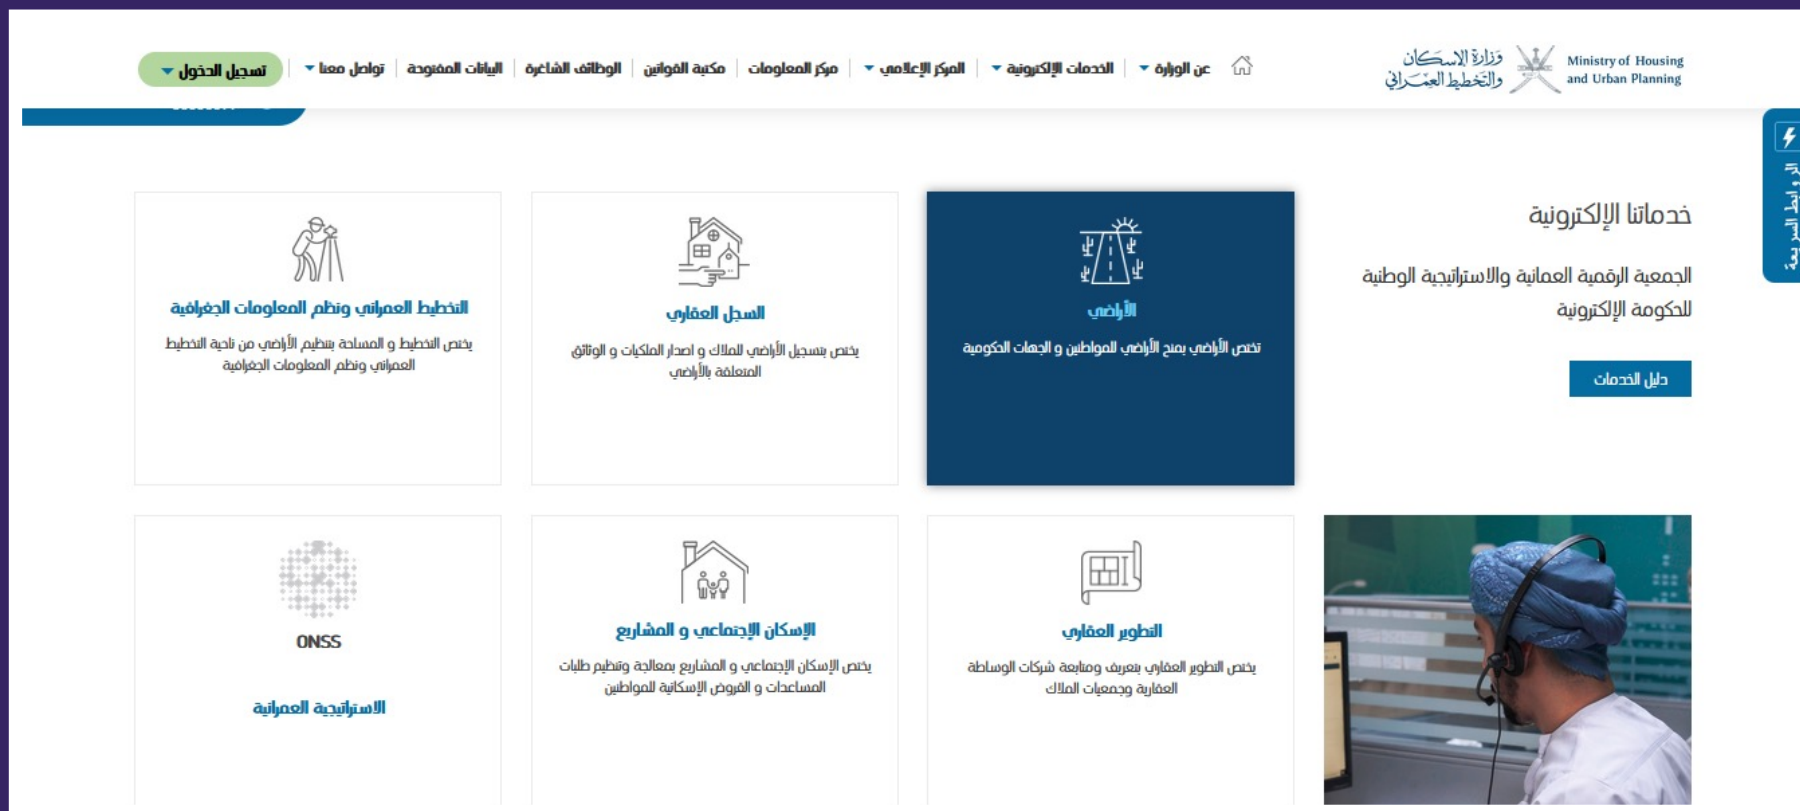 وزارة الاسكان
والتخطيط العمراني
Ministry of Housing
and Urban Planning
عن الوزارة
الخدمات الإلكترونية
المركز الإعلامي
مركز المعلومات
مكتبة القوانين
الوظائف الشاغرة
البيانات المفتوحة
تواصل معنا
تسجيل الدخول
الروابط السريعة
خدماتنا الإلكترونية
الجمعية الرقمية العمانية والاستراتيجية الوطنية
للحكومة الإلكترونية
دليل الخدمات
الأراضي
تختص الأراضي بمنح الأراضي للمواطنين و الجهات الحكومية
السجل العقاري
يختص بتسجيل الأراضي للملاك و اصدار الملكيات و الوثائق
المتعلقة بالأراضي
التخطيط العمراني ونظم المعلومات الجغرافية
يختص التخطيط و المساحة بتنظيم الأراضي من ناحية التخطيط
العمراني ونظم المعلومات الجغرافية
التطوير العقاري
يختص التطوير العقاري بتعريف ومتابعة شركات الوساطة
العقارية وجمعيات الملاك
الإسكان الإجتماعي و المشاريع
يختص الإسكان الإجتماعي و المشاريع بمعالجة وتنظيم طلبات
المساعدات و القروض الإسكانية للمواطنين
ONSS
الاستراتيجية العمرانية